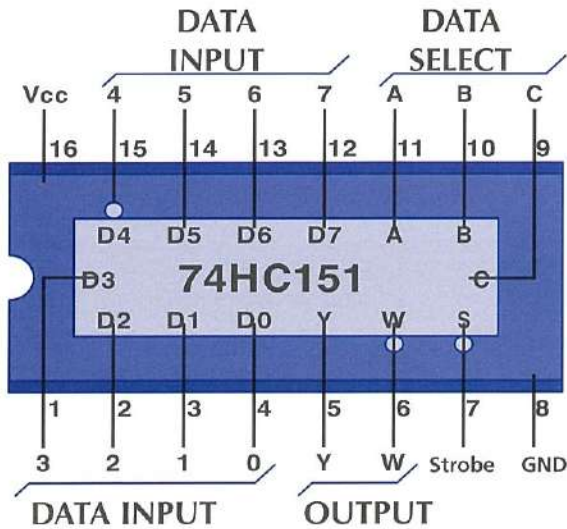 DATA INPUT
DATA SELECT
Vcc 4 5 6 7 A B C
16 15 14 13 12 11 10 9
D4 D5 D6 D7 A B
D3 74HC151 C
D2 D1 D0 Y W S
1 2 3 4 5 6 7 8
3 2 1 0 Y W Strobe GND
DATA INPUT OUTPUT